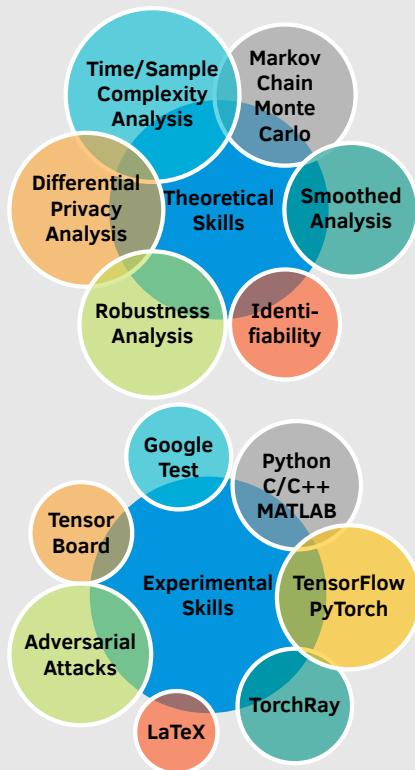 Time/Sample
Complexity
Analysis
Markov
Chain
Monte
Carlo
Differential
Privacy
Analysis
Theoretical
Skills
Smoothed
Analysis
Robustness
Analysis
Identi-
fiability
Google
Test
Python
C/C++
MATLAB
Tensor
Board
Experimental
Skills
TensorFlow
PyTorch
Adversarial
Attacks
TorchRay
LaTeX